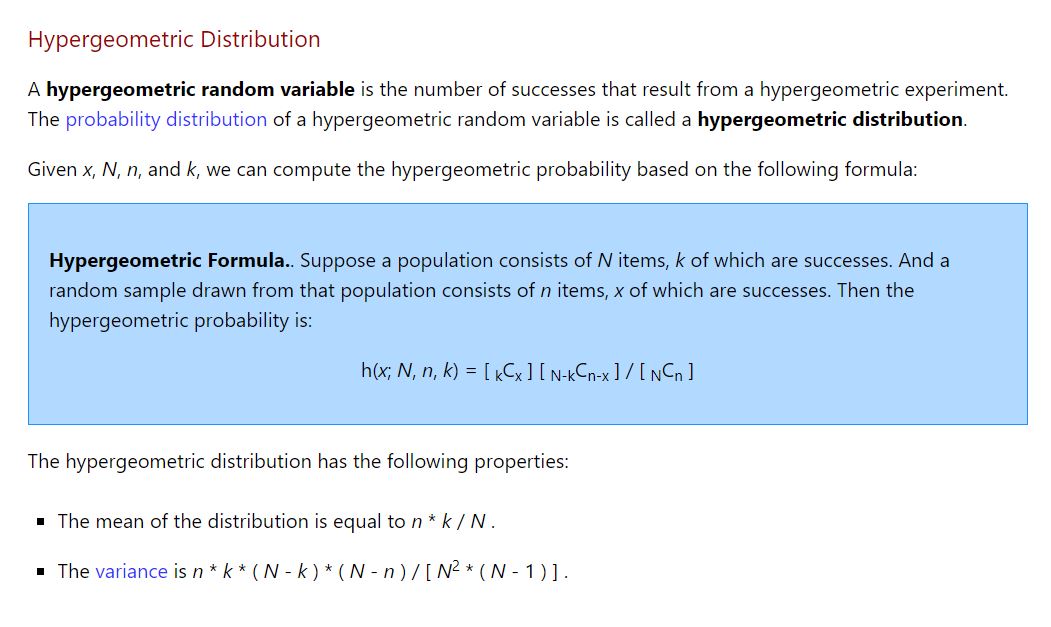 Hypergeometric Distribution
A hypergeometric random variable is the number of successes that result from a hypergeometric experiment.
The probability distribution of a hypergeometric random variable is called a hypergeometric distribution.
Given x, N, n, and k, we can compute the hypergeometric probability based on the following formula:
Hypergeometric Formula.. Suppose a population consists of N items, k of which are successes. And a
random sample drawn from that population consists of n items, x of which are successes. Then the
hypergeometric probability is:
h(x; N, n, k) = [ ₖCₓ ] [ N-kCn-x ] / [ NCn ]
The hypergeometric distribution has the following properties:
▪ The mean of the distribution is equal to n * k / N .
▪ The variance is n * k * ( N - k ) * ( N - n ) / [ N² * ( N - 1 ) ] .